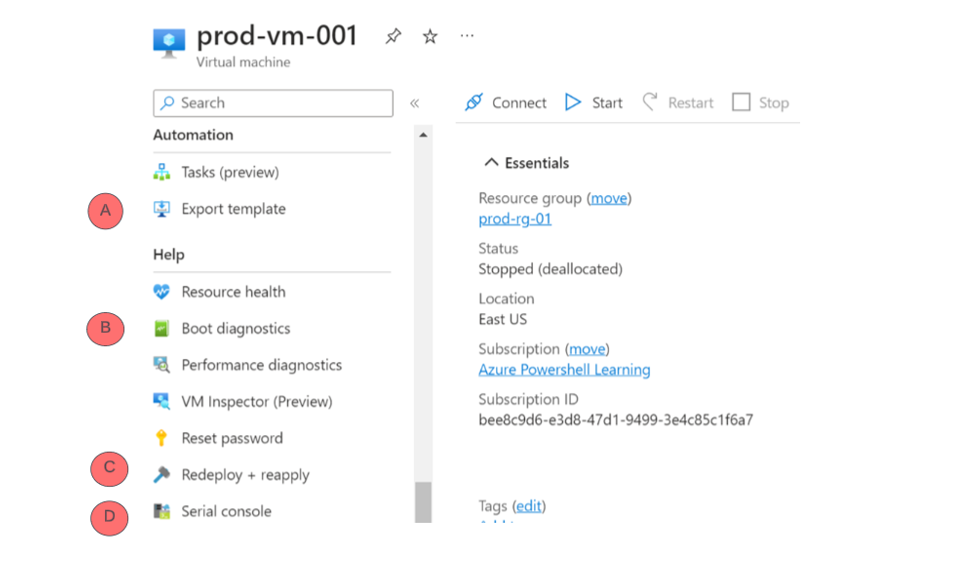 prod-vm-001
Virtual machine
Search
«
Connect
Start
Restart
Stop
Automation
Tasks (preview)
A
Export template
Help
Resource health
B
Boot diagnostics
Performance diagnostics
VM Inspector (Preview)
Reset password
C
Redeploy + reapply
D
Serial console
Essentials
Resource group (move)
prod-rg-01
Status
Stopped (deallocated)
Location
East US
Subscription (move)
Azure Powershell Learning
Subscription ID
bee8c9d6-e3d8-47d1-9499-3e4c85c1f6a7
Tags (edit)